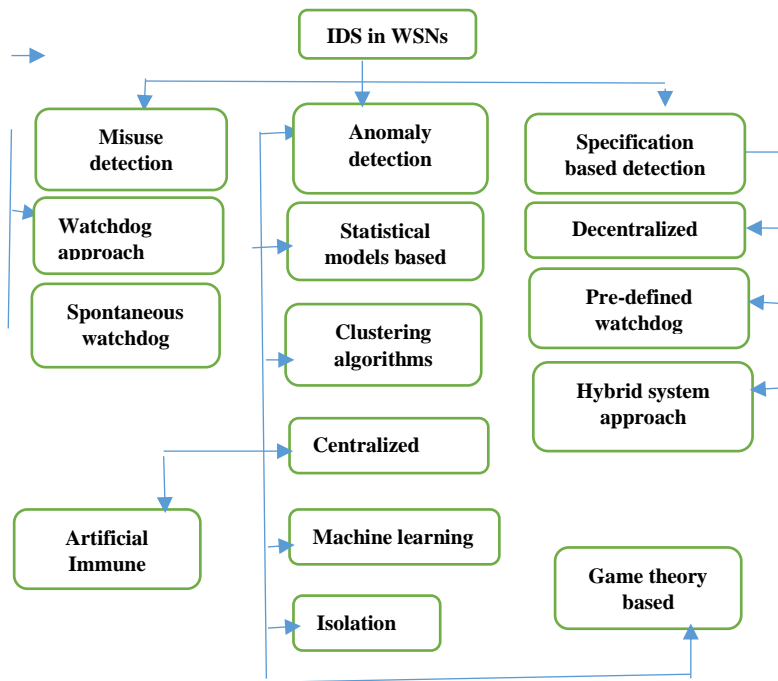 IDS in WSNs
Misuse
detection
Anomaly
detection
Specification
based detection
Watchdog
approach
Statistical
models based
Decentralized
Spontaneous
watchdog
Clustering
algorithms
Pre-defined
watchdog
Hybrid system
approach
Centralized
Artificial
Immune
Machine learning
Game theory
based
Isolation